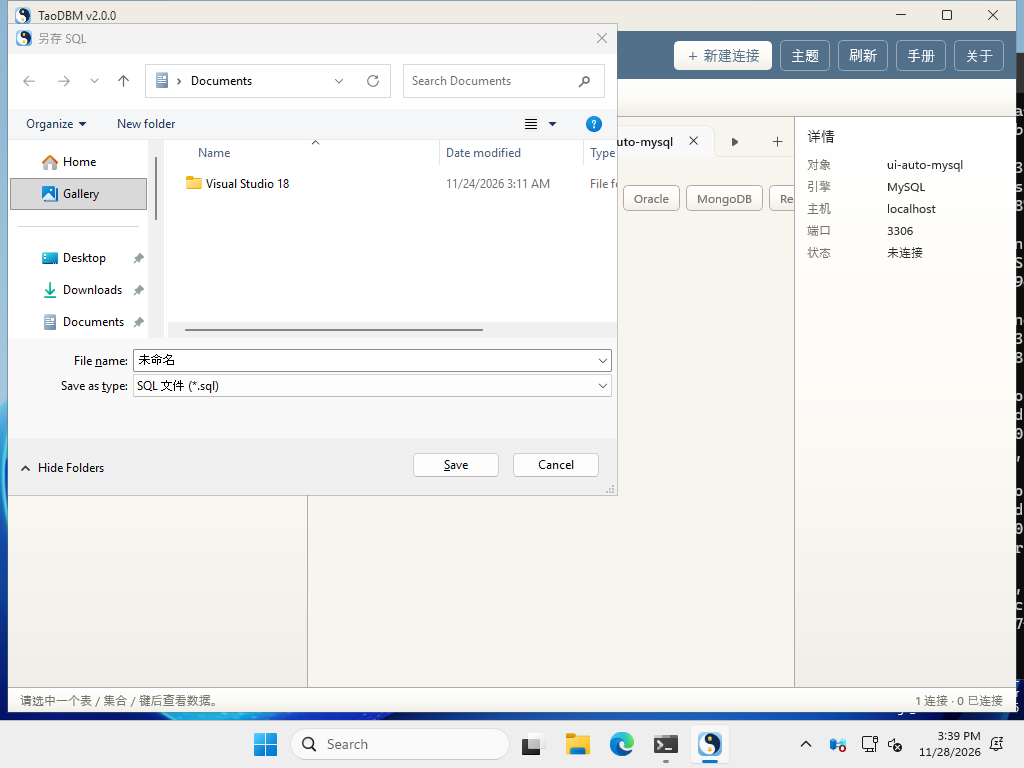 TaoDBM v2.0.0
另存 SQL
Documents
Search Documents
+ 新建连接
主题
刷新
手册
关于
Organize
New folder
Home
Gallery
Desktop
Downloads
Documents
Name
Date modified
Type
Visual Studio 18
11/24/2026 3:11 AM
File f
File name:
未命名
Save as type:
SQL 文件 (*.sql)
Hide Folders
Save
Cancel
uto-mysql
Oracle
MongoDB
Re
详情
对象
ui-auto-mysql
引擎
MySQL
主机
localhost
端口
3306
状态
未连接
请选中一个表 / 集合 / 键后查看数据。
1 连接 · 0 已连接
Search
3:39 PM
11/28/2026